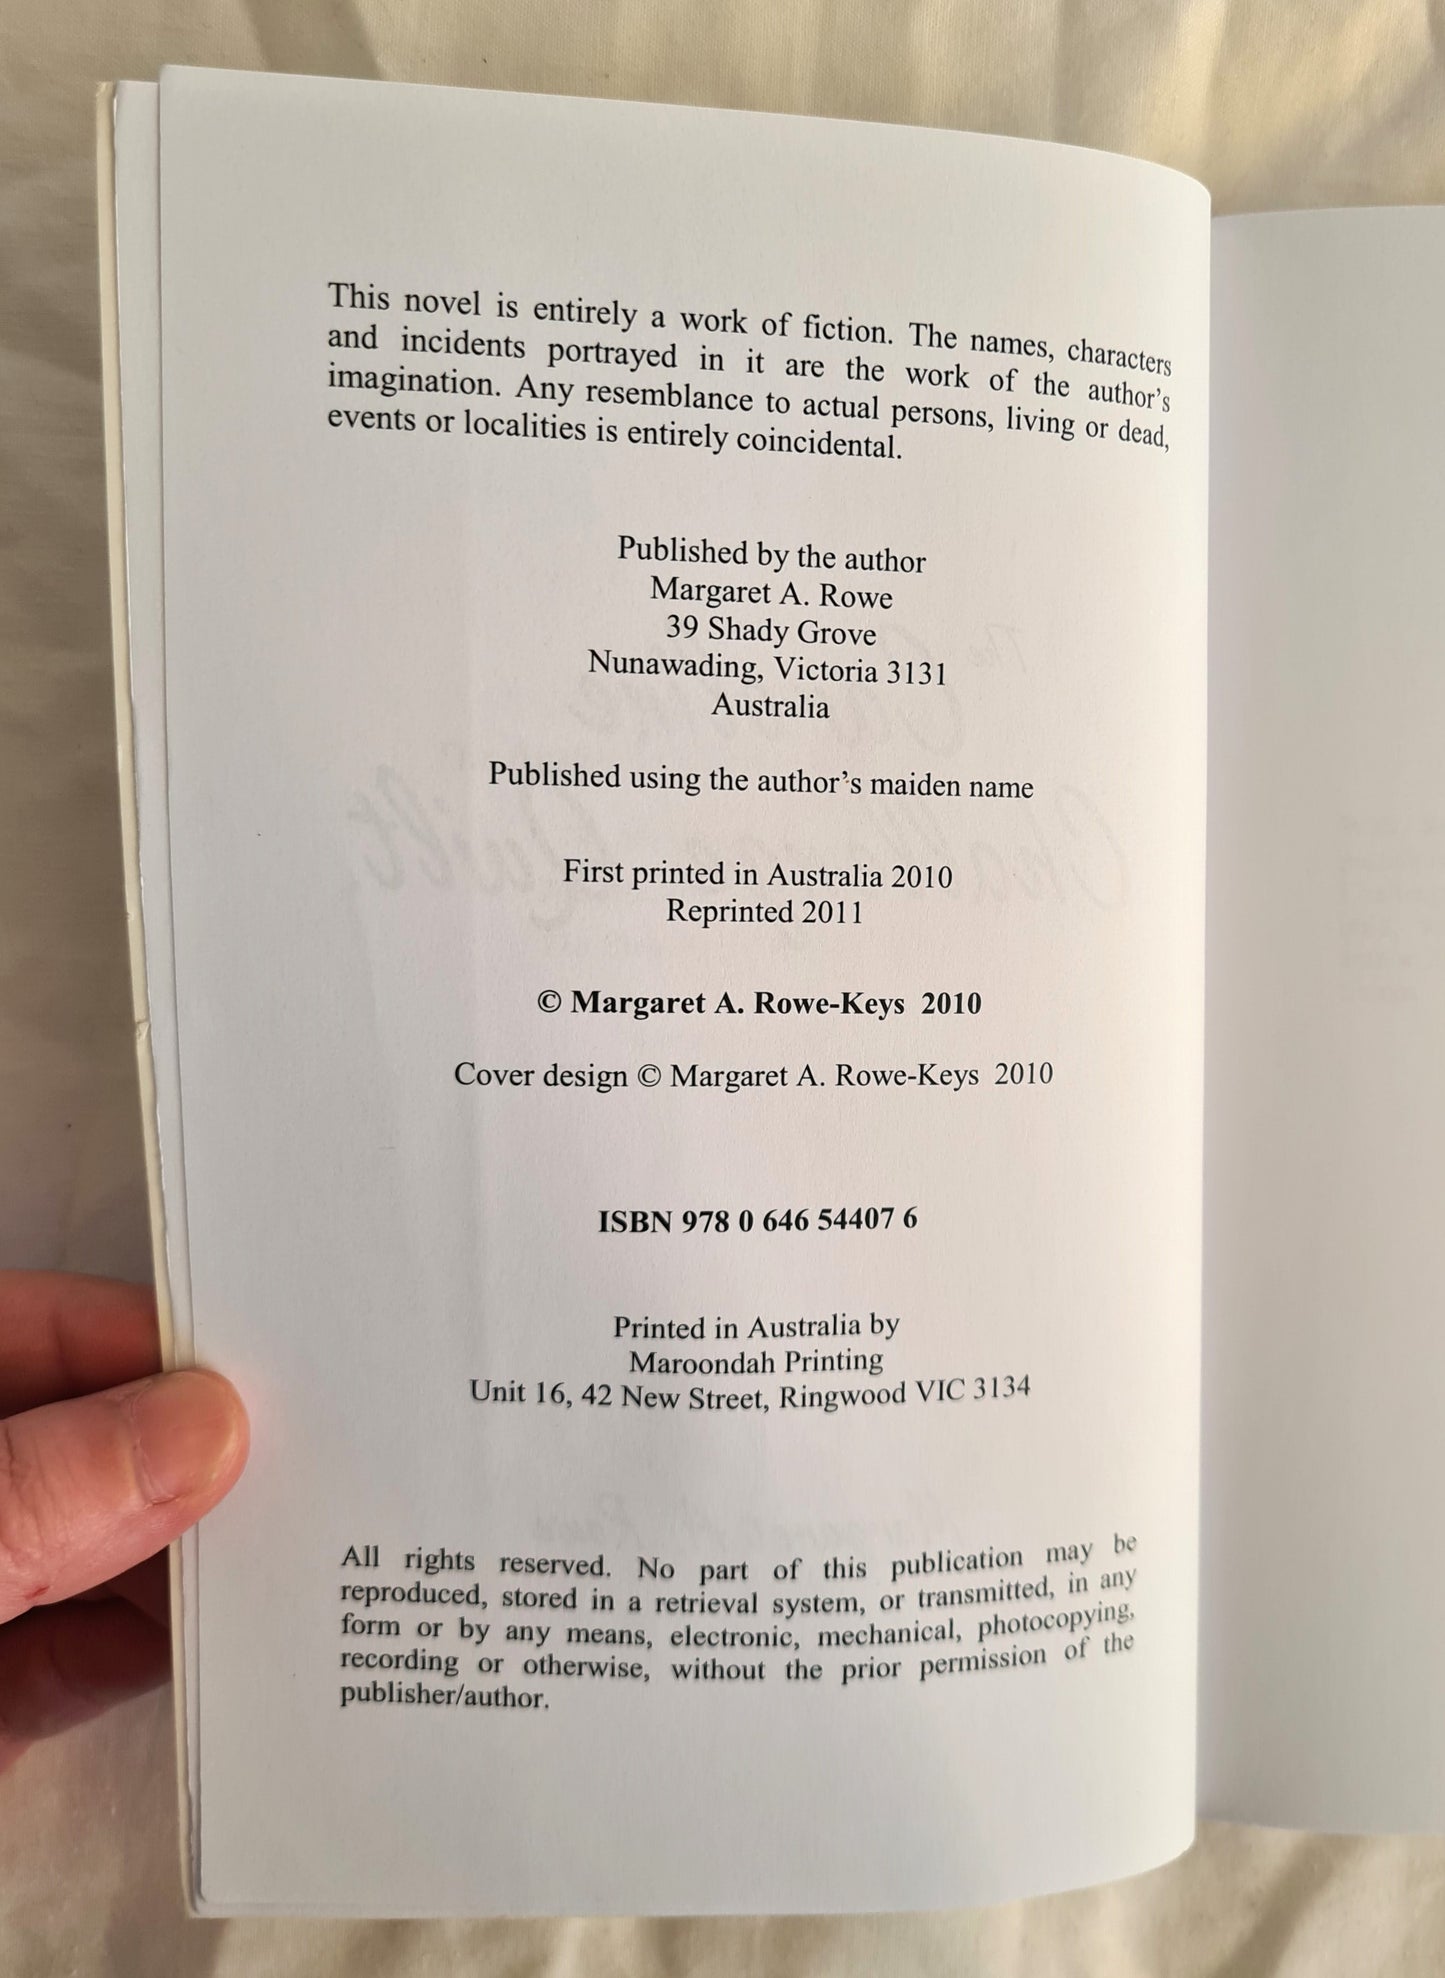 This novel is entirely a work of fiction. The names, characters
and incidents portrayed in it are the work of the author's
imagination. Any resemblance to actual persons, living or dead,
events or localities is entirely coincidental.
Published by the author
Margaret A. Rowe
39 Shady Grove
Nunawading, Victoria 3131
Australia
Published using the author's maiden name
First printed in Australia 2010
Reprinted 2011
© Margaret A. Rowe-Keys 2010
Cover design © Margaret A. Rowe-Keys 2010
ISBN 978 0 646 54407 6
Printed in Australia by
Maroondah Printing
Unit 16, 42 New Street, Ringwood VIC 3134
All rights reserved. No part of this publication may be
reproduced, stored in a retrieval system, or transmitted, in any
form or by any means, electronic, mechanical, photocopying,
recording or otherwise, without the prior permission of the
publisher/author.